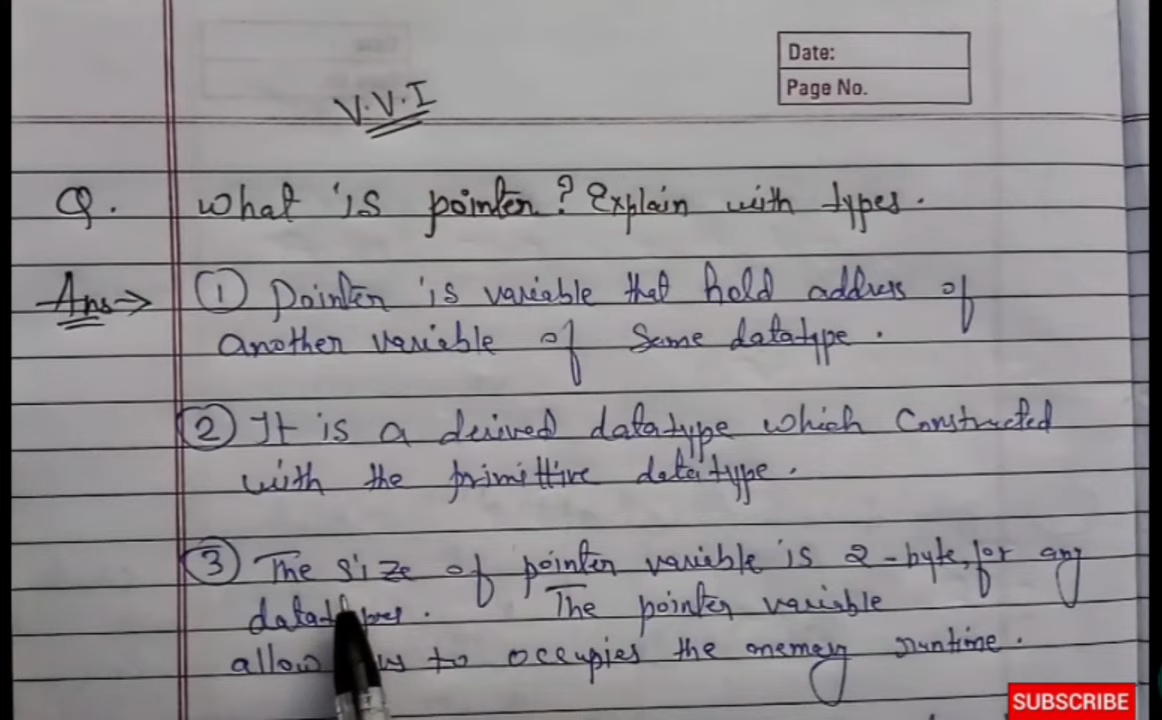 Date:
Page No.
V.V.I
Q. what is pointer? Explain with types.
Ans→ ① Pointer is variable that hold address of
another variable of same datatype.
② It is a derived datatype which Constructed
with the primittive datatype.
③ The size of pointer variable is 2-byte, for any
The pointer variable
allow to occupies the memory runtime.
SUBSCRIBE